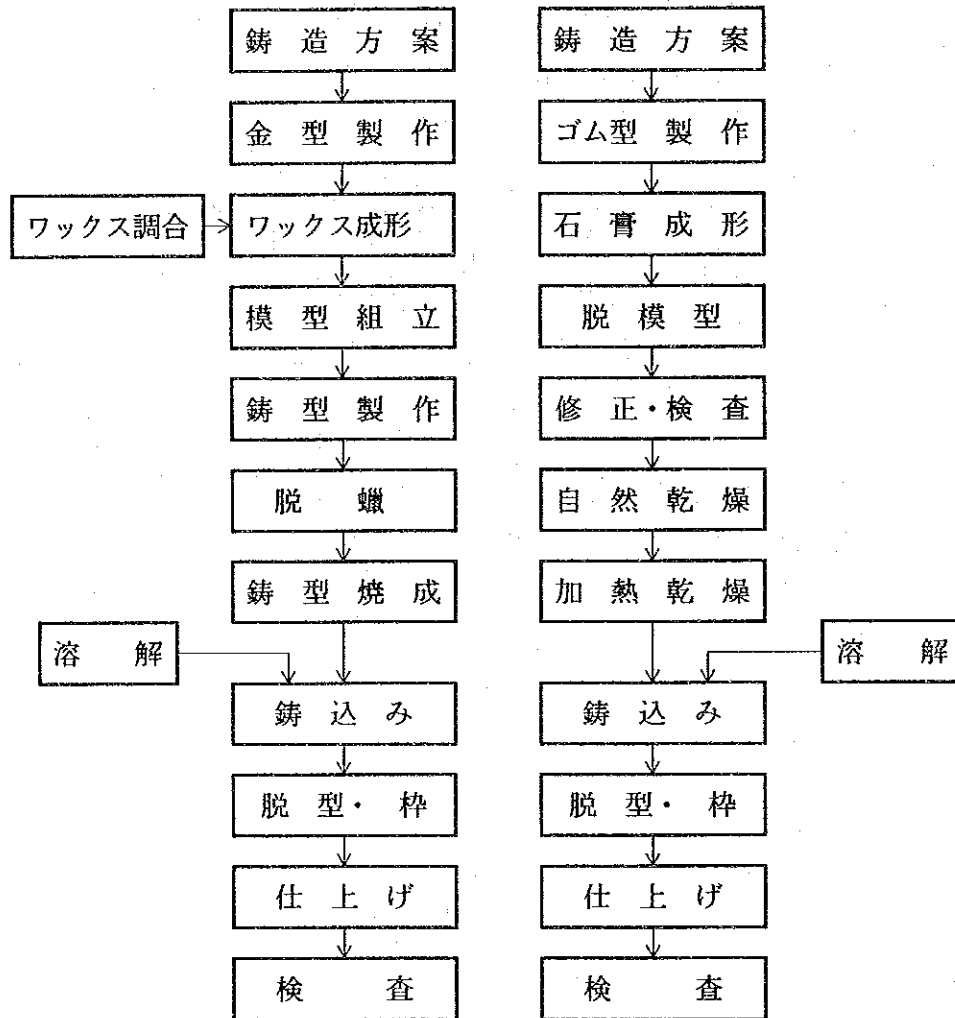 鋳造方案
金型製作
ワックス調合
ワックス成形
模型組立
鋳型製作
脱蠟
鋳型焼成
溶解
鋳込み
脱型・枠
仕上げ
検査
鋳造方案
ゴム型製作
石膏成形
脱模型
修正・検査
自然乾燥
加熱乾燥
溶解
鋳込み
脱型・枠
仕上げ
検査